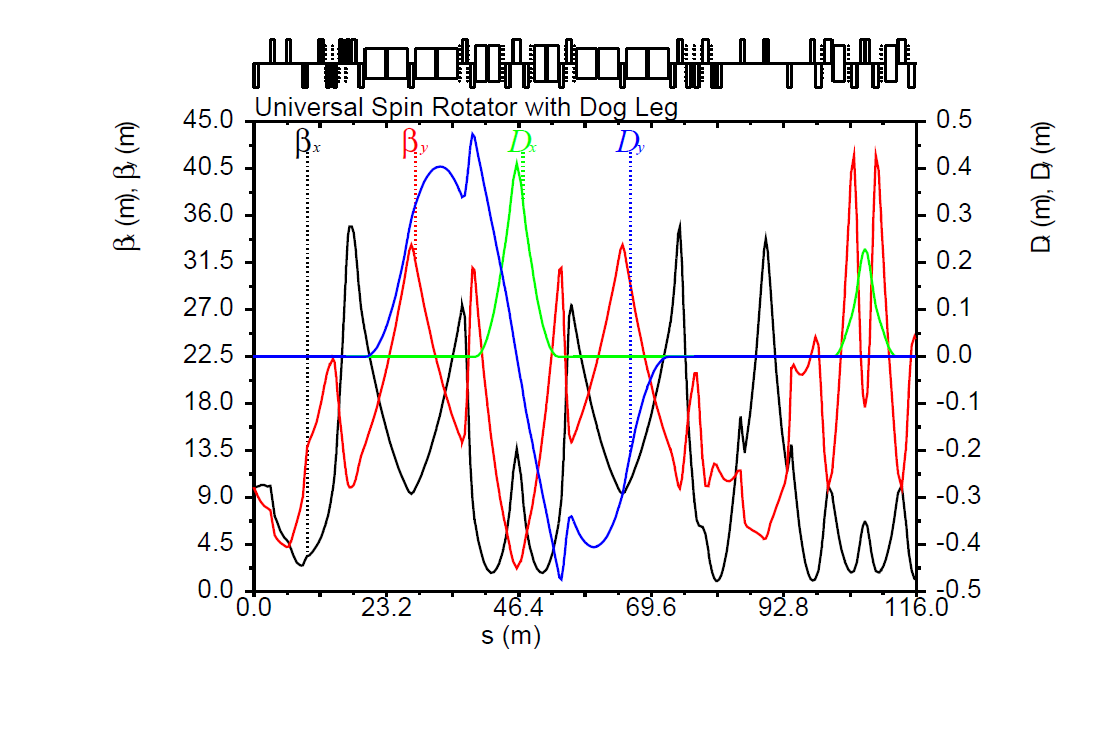 Universal Spin Rotator with Dog Leg
βx βy Dx Dy
45.0 0.5
40.5 0.4
36.0 0.3
31.5 0.2
27.0 0.1
22.5 0.0
18.0 -0.1
13.5 -0.2
9.0 -0.3
4.5 -0.4
0.0 -0.5
0.0 23.2 46.4 69.6 92.8 116.0
s (m)
βx (m), βy (m)
Dx (m), Dy (m)